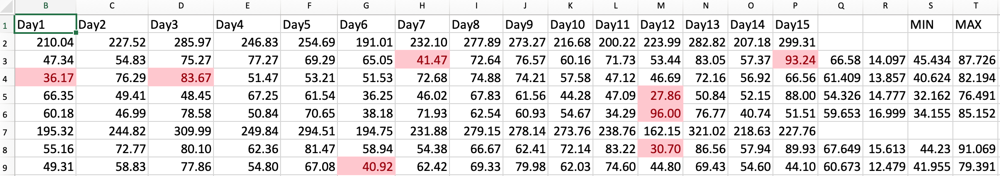 B C D E F G H I J K L M N O P Q R S T
1 Day1 Day2 Day3 Day4 Day5 Day6 Day7 Day8 Day9 Day10 Day11 Day12 Day13 Day14 Day15 MIN MAX
2 210.04 227.52 285.97 246.83 254.69 191.01 232.10 277.89 273.27 216.68 200.22 223.99 282.82 207.18 299.31
3 47.34 54.83 75.27 77.27 69.29 65.05 41.47 72.64 76.57 60.16 71.73 53.44 83.05 57.37 93.24 66.58 14.097 45.434 87.726
4 36.17 76.29 83.67 51.47 53.21 51.53 72.68 74.88 74.21 57.58 47.12 46.69 72.16 56.92 66.56 61.409 13.857 40.624 82.194
5 66.35 49.41 48.45 67.25 61.54 36.25 46.02 67.83 61.56 44.28 47.09 27.86 50.84 52.15 88.00 54.326 14.777 32.162 76.491
6 60.18 46.99 78.58 50.84 70.65 38.18 71.93 62.54 60.93 54.67 34.29 96.00 76.77 40.74 51.51 59.653 16.999 34.155 85.152
7 195.32 244.82 309.99 249.84 294.51 194.75 231.88 279.15 278.14 273.76 238.76 162.15 321.02 218.63 227.76
8 55.16 72.77 80.10 62.36 81.47 58.94 54.38 66.67 62.41 72.14 83.22 30.70 86.56 57.94 89.93 67.649 15.613 44.23 91.069
9 49.31 58.83 77.86 54.80 67.08 40.92 62.42 69.33 79.98 62.03 74.60 44.80 69.43 54.60 44.10 60.673 12.479 41.955 79.391